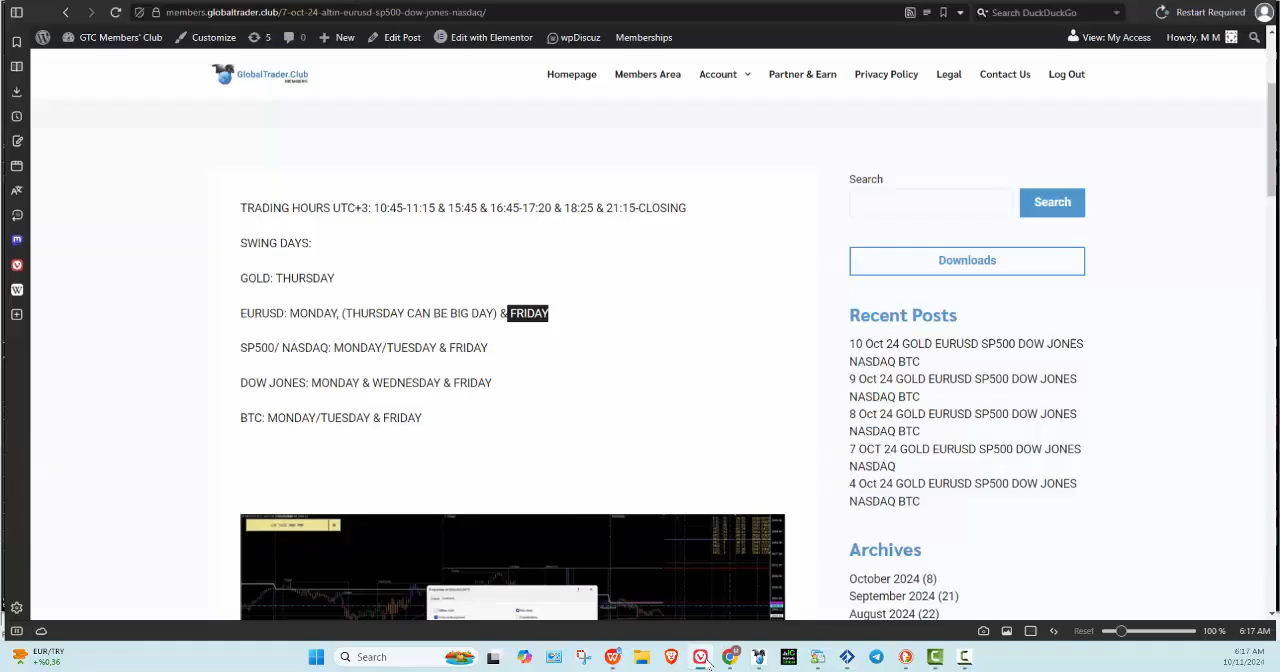 members.globaltrader.club/7-oct-24-altin-eurusd-sp500-dow-jones-nasdaq/
Search DuckDuckGo
Restart Required
GTC Members' Club
Customize
5
0
New
Edit Post
Edit with Elementor
wpDiscuz
Memberships
View: My Access
Howdy, M M
GlobalTrader.Club
MEMBERS
Homepage
Members Area
Account
Partner & Earn
Privacy Policy
Legal
Contact Us
Log Out
TRADING HOURS UTC+3: 10:45-11:15 & 15:45 & 16:45-17:20 & 18:25 & 21:15-CLOSING
SWING DAYS:
GOLD: THURSDAY
EURUSD: MONDAY, (THURSDAY CAN BE BIG DAY) & FRIDAY
SP500/ NASDAQ: MONDAY/TUESDAY & FRIDAY
DOW JONES: MONDAY & WEDNESDAY & FRIDAY
BTC: MONDAY/TUESDAY & FRIDAY
Search
Search
Downloads
Recent Posts
10 Oct 24 GOLD EURUSD SP500 DOW JONES
NASDAQ BTC
9 Oct 24 GOLD EURUSD SP500 DOW JONES
NASDAQ BTC
8 Oct 24 GOLD EURUSD SP500 DOW JONES
NASDAQ BTC
7 OCT 24 GOLD EURUSD SP500 DOW JONES
NASDAQ
4 Oct 24 GOLD EURUSD SP500 DOW JONES
NASDAQ BTC
Archives
October 2024 (8)
September 2024 (21)
August 2024 (22)
Reset
100 %
6:17 AM
EUR/TRY
+%0,36
Search
6:17 AM
10/11/2024